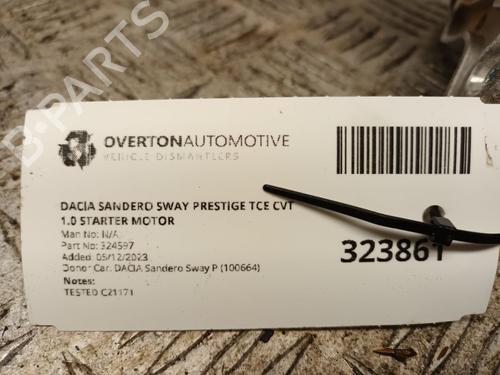 B-PARTS
OVERTONAUTOMOTIVE
VEHICLE DISMANTLERS
DACIA SANDERO SWAY PRESTIGE TCE CVT
1.0 STARTER MOTOR
Man No: N/A
Part No: 324597
Added: 05/12/2023
Donor Car: DACIA Sandero Sway P (100664)
Notes:
TESTED C21171
323861